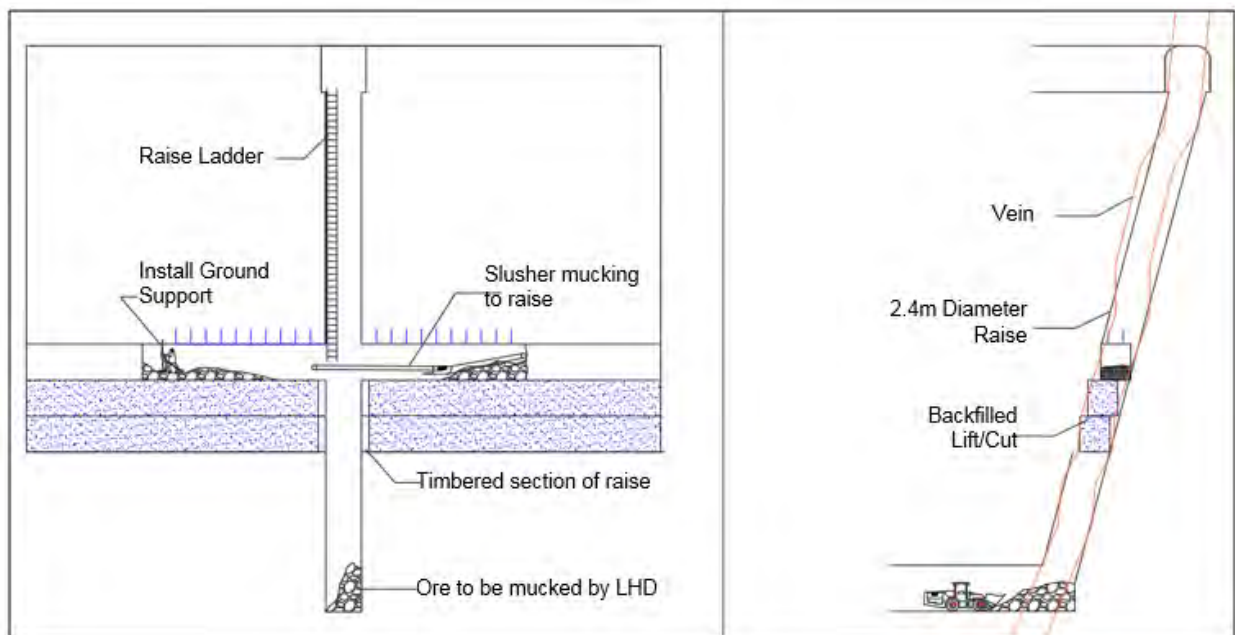 Raise Ladder
Install Ground
Support
Slusher mucking
to raise
Timbered section of raise
Ore to be mucked by LHD
Vein
2.4m Diameter
Raise
Backfilled
Lift/Cut